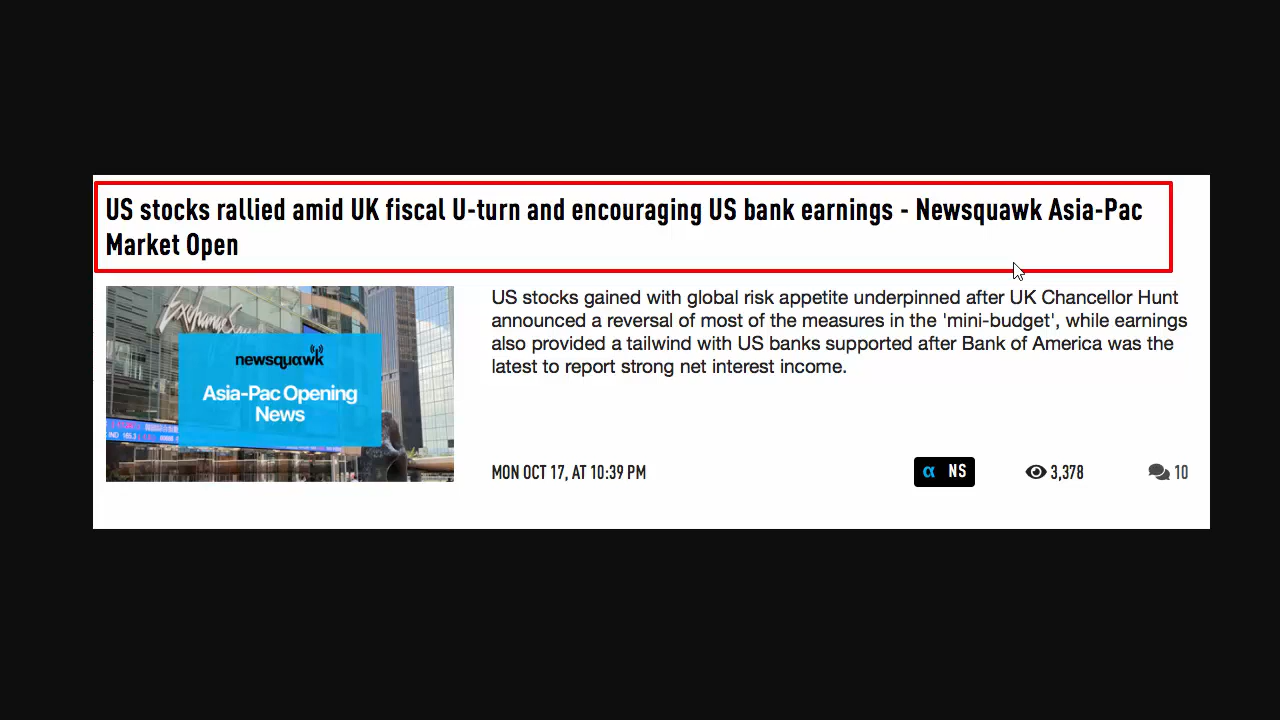 US stocks rallied amid UK fiscal U-turn and encouraging US bank earnings - Newsquawk Asia-Pac
Market Open
US stocks gained with global risk appetite underpinned after UK Chancellor Hunt
announced a reversal of most of the measures in the 'mini-budget', while earnings
also provided a tailwind with US banks supported after Bank of America was the
latest to report strong net interest income.
newsquawk
Asia-Pac Opening
News
MON OCT 17, AT 10:39 PM
α NS
3,378
10